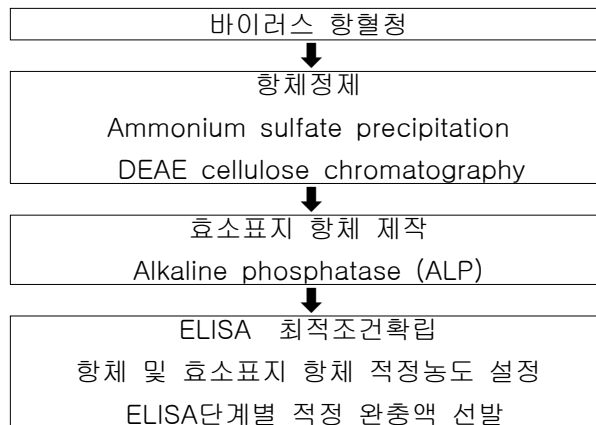 바이러스 항혈청
항체정제
Ammonium sulfate precipitation
DEAE cellulose chromatography
효소표지 항체 제작
Alkaline phosphatase (ALP)
ELISA 최적조건확립
항체 및 효소표지 항체 적정농도 설정
ELISA단계별 적정 완충액 선발